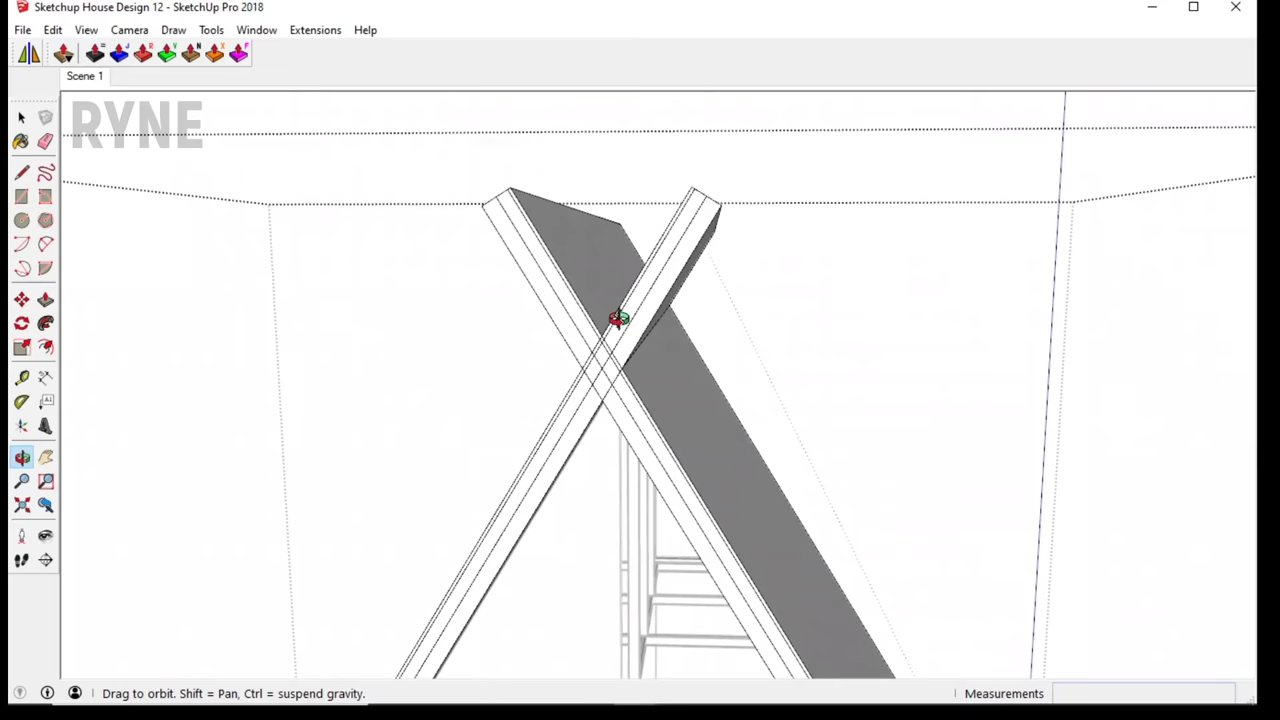 Sketchup House Design 12 - SketchUp Pro 2018
File Edit View Camera Draw Tools Window Extensions Help
= J R V N X F
Scene 1
RYNE
A1
Drag to orbit. Shift = Pan, Ctrl = suspend gravity.
Measurements